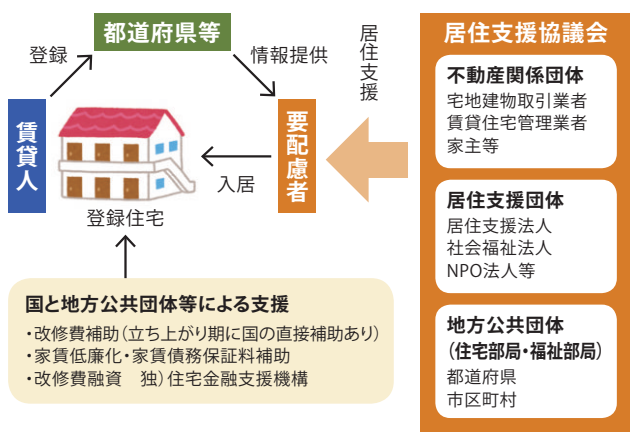 都道府県等
登録
情報提供
賃貸人
要配慮者
入居
登録住宅
居住支援
国と地方公共団体等による支援
・改修費補助(立ち上がり期に国の直接補助あり)
・家賃低廉化・家賃債務保証料補助
・改修費融資　独)住宅金融支援機構
居住支援協議会
不動産関係団体
宅地建物取引業者
賃貸住宅管理業者
家主等
居住支援団体
居住支援法人
社会福祉法人
NPO法人等
地方公共団体
(住宅部局・福祉部局)
都道府県
市区町村